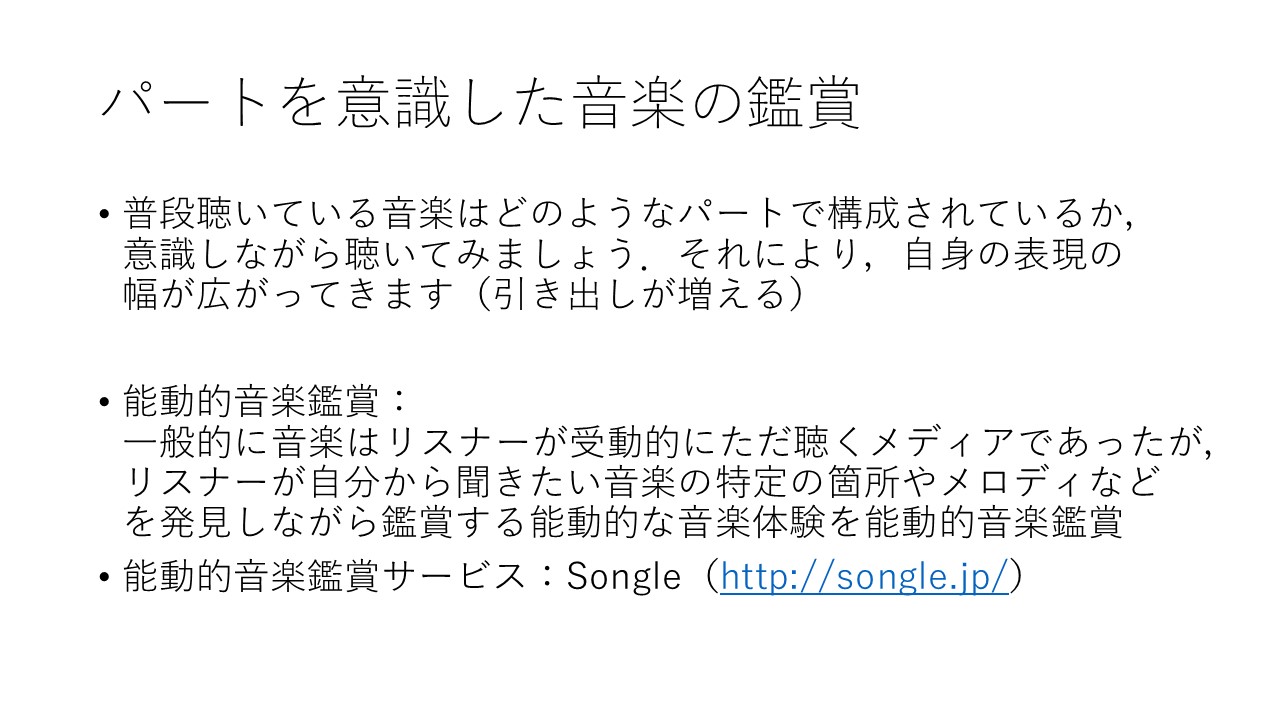 パートを意識した音楽の鑑賞
• 普段聴いている音楽はどのようなパートで構成されているか，
意識しながら聴いてみましょう．それにより，自身の表現の
幅が広がってきます（引き出しが増える）
• 能動的音楽鑑賞：
一般的に音楽はリスナーが受動的にただ聴くメディアであったが，
リスナーが自分から聞きたい音楽の特定の箇所やメロディなど
を発見しながら鑑賞する能動的な音楽体験を能動的音楽鑑賞
• 能動的音楽鑑賞サービス：Songle（http://songle.jp/）